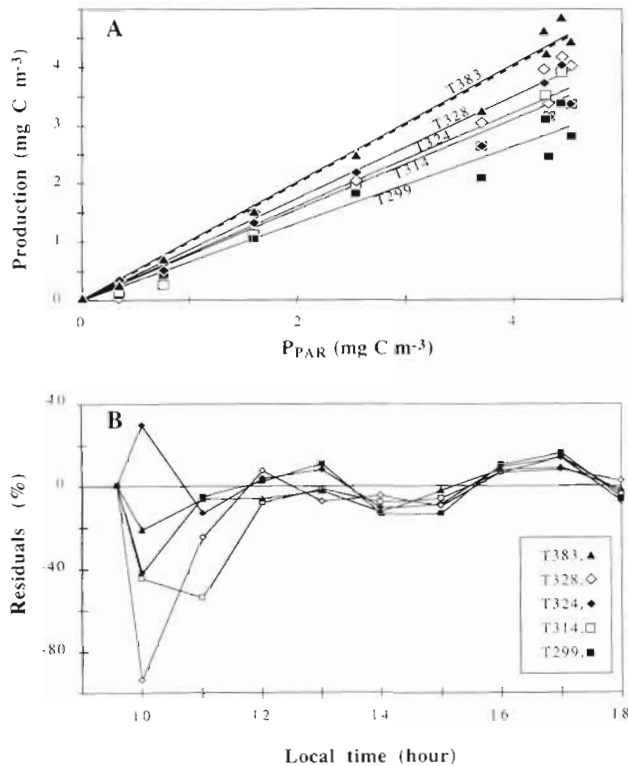 A
Production (mg C m-3)
4
3
2
1
0
T383
T328
T324
T314
T299
0
2
4
PPAR (mg C m-3)
B
Residuals (%)
40
0
-40
-80
T383,
T328,
T324,
T314,
T299,
10
12
14
16
18
Local time (hour)